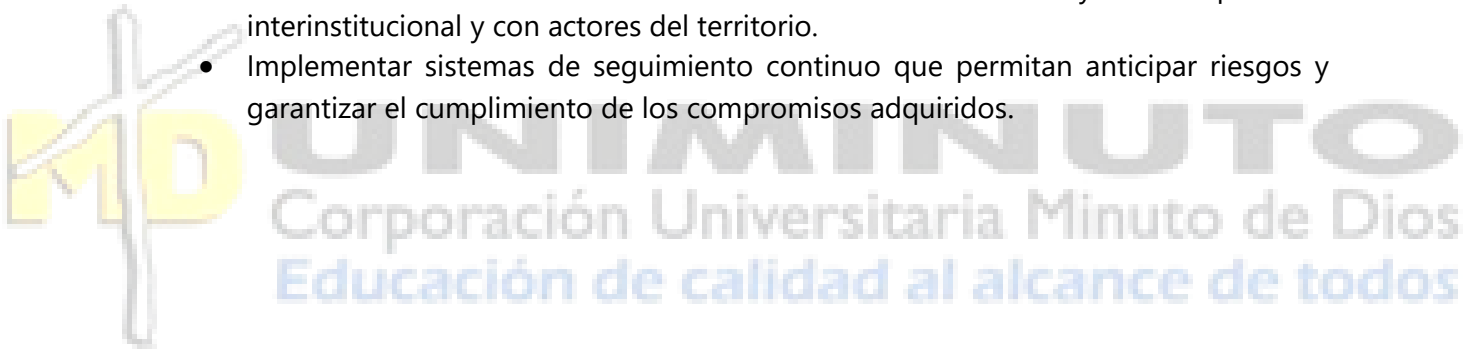 interinstitucional y con actores del territorio.
• Implementar sistemas de seguimiento continuo que permitan anticipar riesgos y
garantizar el cumplimiento de los compromisos adquiridos.
MD UNIMINUTO
Corporación Universitaria Minuto de Dios
Educación de calidad al alcance de todos